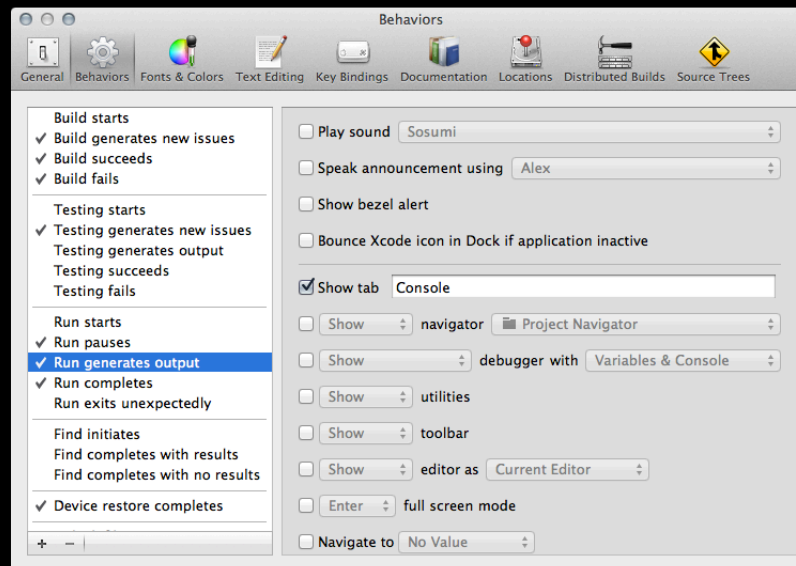 Behaviors
General Behaviors Fonts & Colors Text Editing Key Bindings Documentation Locations Distributed Builds Source Trees
Build starts
✓ Build generates new issues
✓ Build succeeds
✓ Build fails
Testing starts
✓ Testing generates new issues
Testing generates output
Testing succeeds
Testing fails
Run starts
✓ Run pauses
✓ Run generates output
✓ Run completes
Run exits unexpectedly
Find initiates
Find completes with results
Find completes with no results
✓ Device restore completes
+ −
Play sound Sosumi
Speak announcement using Alex
Show bezel alert
Bounce Xcode icon in Dock if application inactive
Show tab Console
Show navigator Project Navigator
Show debugger with Variables & Console
Show utilities
Show toolbar
Show editor as Current Editor
Enter full screen mode
Navigate to No Value